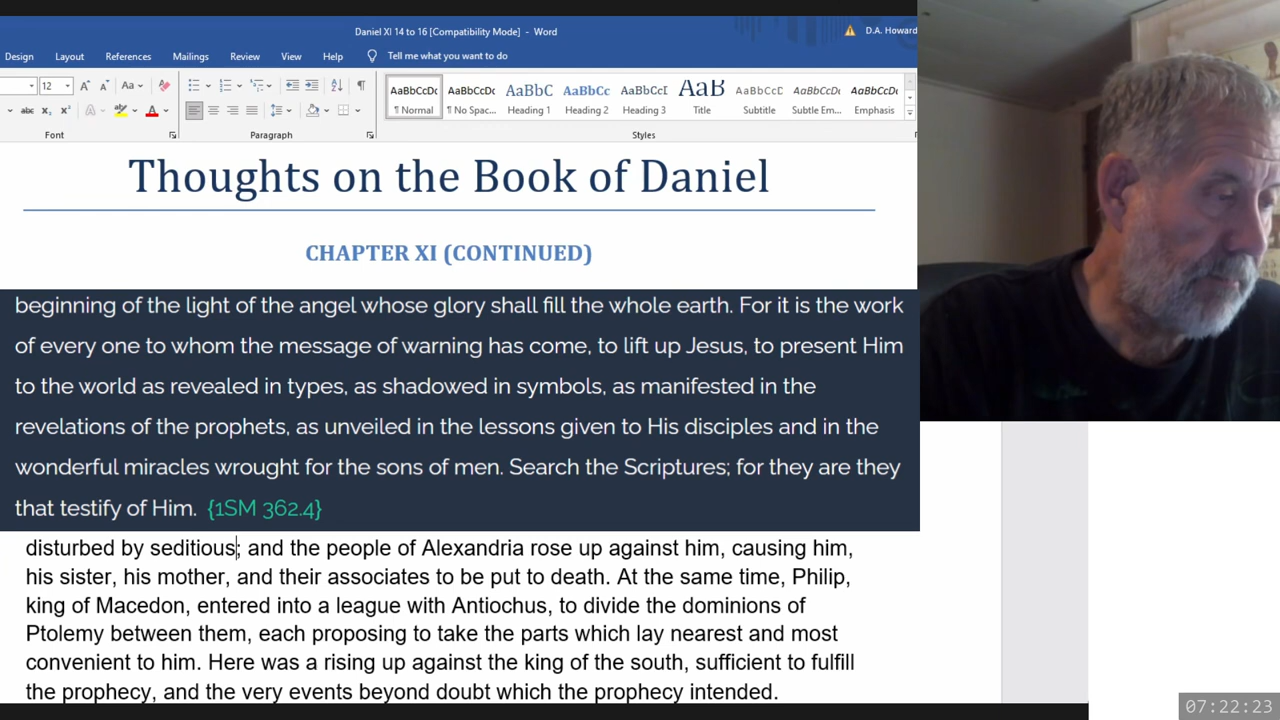 Daniel XI 14 to 16 [Compatibility Mode] - Word
D.A. Howard
Design Layout References Mailings Review View Help Tell me what you want to do
12 Aa
AaBbCcDc AaBbCcDc AaBbC AaBbCc AaBbCcD AaB AaBbCcD AaBbCcDc AaBbCcDc
¶ Normal ¶ No Spac... Heading 1 Heading 2 Heading 3 Title Subtitle Subtle Em... Emphasis
Font Paragraph Styles
Thoughts on the Book of Daniel
CHAPTER XI (CONTINUED)
beginning of the light of the angel whose glory shall fill the whole earth. For it is the work
of every one to whom the message of warning has come, to lift up Jesus, to present Him
to the world as revealed in types, as shadowed in symbols, as manifested in the
revelations of the prophets, as unveiled in the lessons given to His disciples and in the
wonderful miracles wrought for the sons of men. Search the Scriptures; for they are they
that testify of Him. {1SM 362.4}
disturbed by seditious; and the people of Alexandria rose up against him, causing him,
his sister, his mother, and their associates to be put to death. At the same time, Philip,
king of Macedon, entered into a league with Antiochus, to divide the dominions of
Ptolemy between them, each proposing to take the parts which lay nearest and most
convenient to him. Here was a rising up against the king of the south, sufficient to fulfill
the prophecy, and the very events beyond doubt which the prophecy intended.
07:22:23